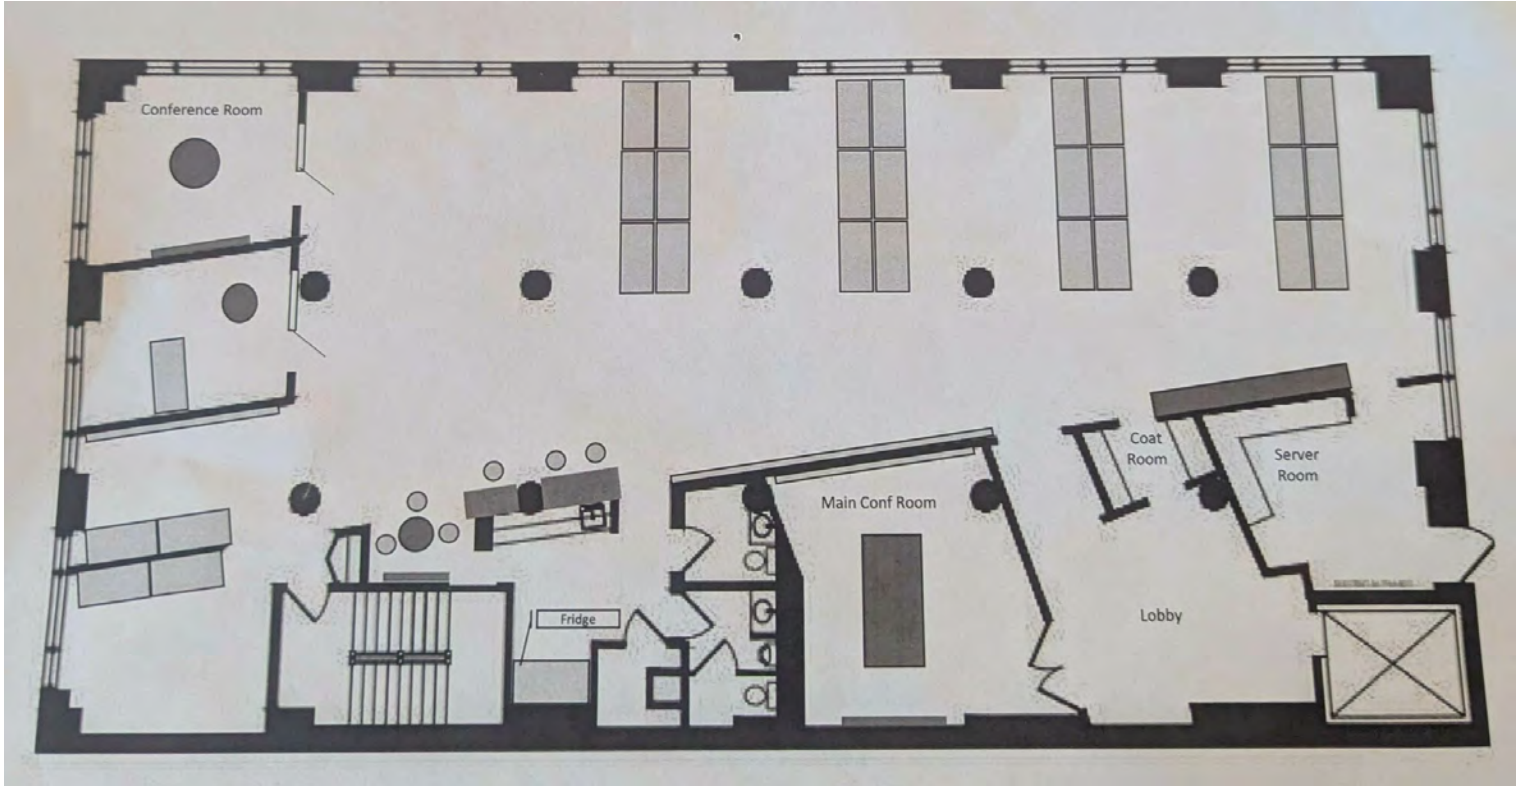 Conference Room
Coat
Room
Server
Room
Main Conf Room
Lobby
Fridge